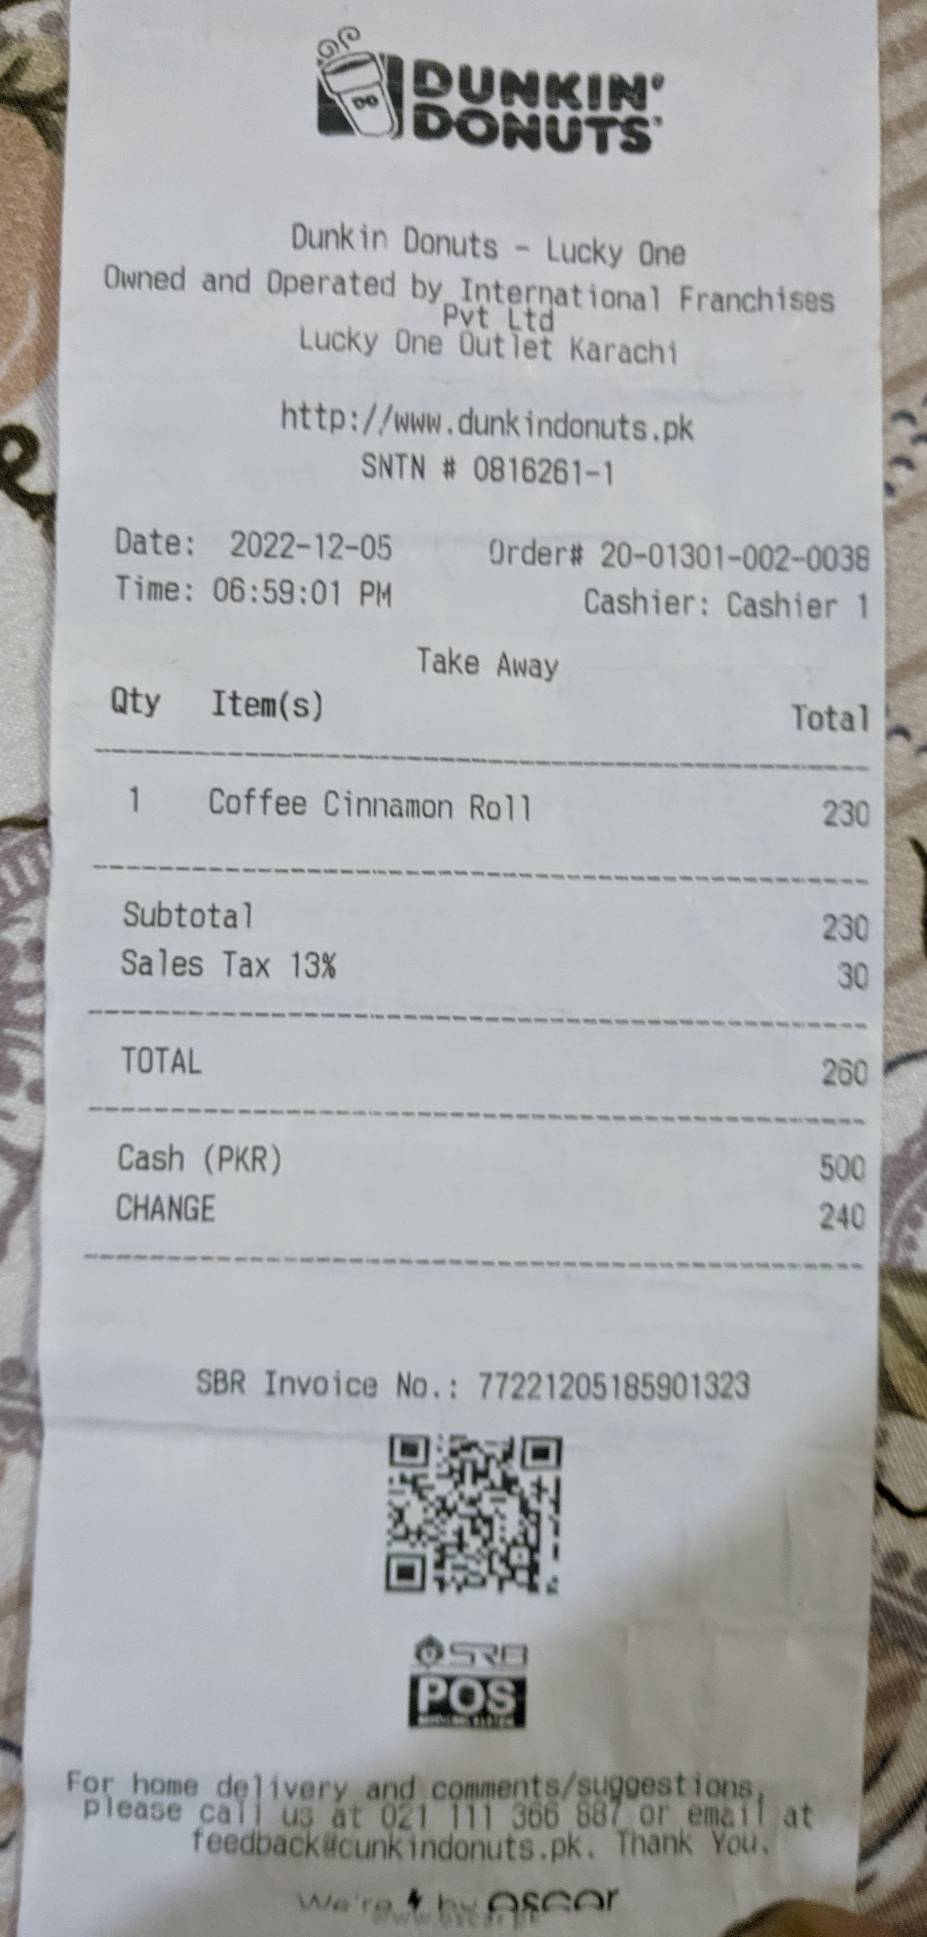 DUNKIN'
DONUTS
Dunkin Donuts - Lucky One
Owned and Operated by International Franchises
Pvt Ltd
Lucky One Outlet Karachi
http://www.dunkindonuts.pk
SNTN # 0816261-1
Date: 2022-12-05 Order# 20-01301-002-0038
Time: 06:59:01 PM Cashier: Cashier 1
Take Away
Qty Item(s) Total
1 Coffee Cinnamon Roll 230
Subtotal 230
Sales Tax 13% 30
TOTAL 260
Cash (PKR) 500
CHANGE 240
SBR Invoice No.: 77221205185901323
SRB
POS
For home delivery and comments/suggestions,
please call us at 021 111 366 887 or email at
feedback@cunkindonuts.pk. Thank You.
We're by oscar